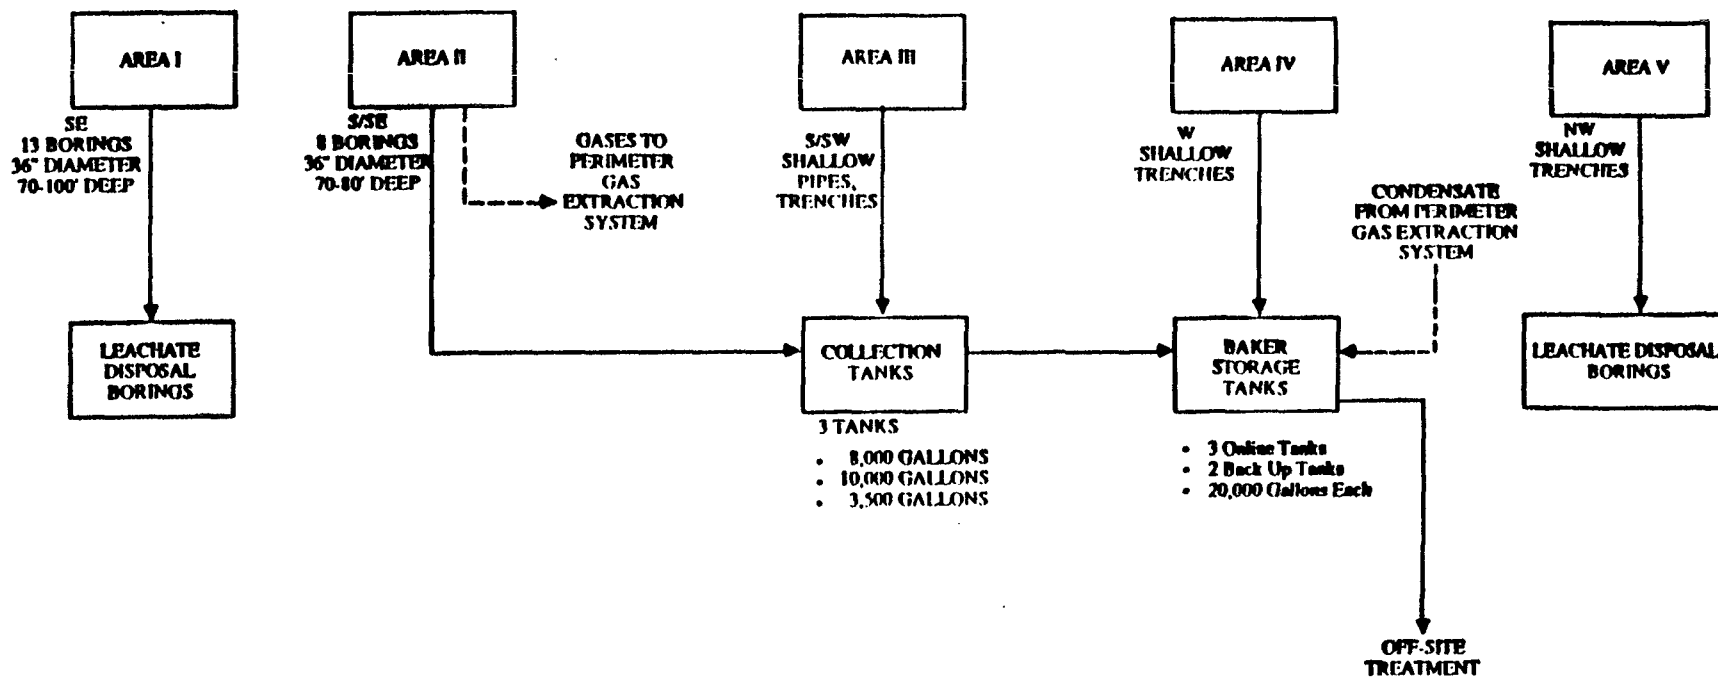 AREA I
SE
13 BORINGS
36" DIAMETER
70-100' DEEP
LEACHATE
DISPOSAL
BORINGS
AREA II
S/SE
8 BORINGS
36" DIAMETER
70-80' DEEP
GASES TO
PERIMETER
GAS
EXTRACTION
SYSTEM
AREA III
S/SW
SHALLOW
PIPES,
TRENCHES
COLLECTION
TANKS
3 TANKS
• 8,000 GALLONS
• 10,000 GALLONS
• 3,500 GALLONS
AREA IV
W
SHALLOW
TRENCHES
CONDENSATE
FROM PERIMETER
GAS EXTRACTION
SYSTEM
BAKER
STORAGE
TANKS
• 3 Online Tanks
• 2 Back Up Tanks
• 20,000 Gallons Each
OFF-SITE
TREATMENT
AREA V
NW
SHALLOW
TRENCHES
LEACHATE DISPOSAL
BORINGS